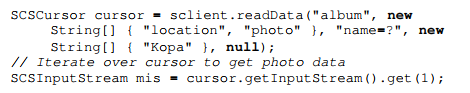 SCSCursor cursor = sclient.readData("album", new
String[] { "location", "photo" }, "name=?", new
String[] { "Kopa" }, null);
// Iterate over cursor to get photo data
SCSInputStream mis = cursor.getInputStream().get(1);